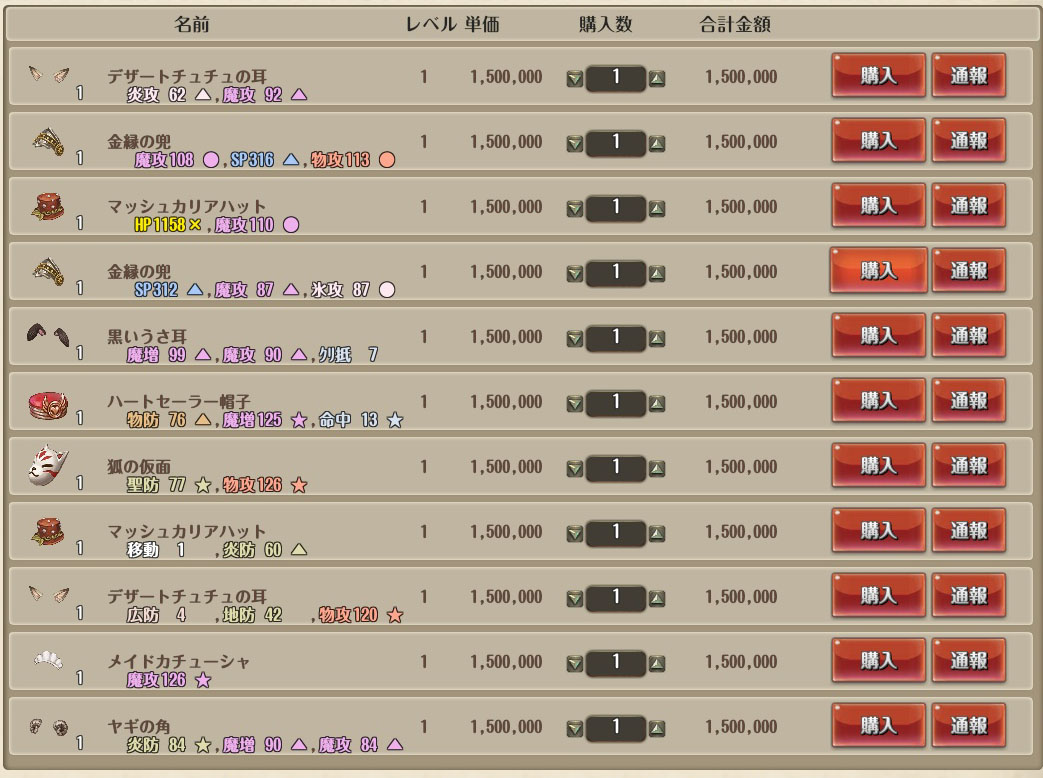 名前 レベル 単価 購入数 合計金額
デザートチュチュの耳 1 1,500,000 1 1,500,000 購入 通報
1 炎攻 62 △,魔攻 92 △
金縁の兜 1 1,500,000 1 1,500,000 購入 通報
1 魔攻108 ●,SP316 △,物攻113 ●
マッシュカリアハット 1 1,500,000 1 1,500,000 購入 通報
1 HP1158×,魔攻110 ●
金縁の兜 1 1,500,000 1 1,500,000 購入 通報
1 SP312 △,魔攻 87 △,氷攻 87 ●
黒いうさ耳 1 1,500,000 1 1,500,000 購入 通報
1 魔増 99 △,魔攻 90 △,クリ抵 7
ハートセーラー帽子 1 1,500,000 1 1,500,000 購入 通報
1 物防 76 △,魔増125 ★,命中 13 ★
狐の仮面 1 1,500,000 1 1,500,000 購入 通報
1 聖防 77 ★,物攻126 ★
マッシュカリアハット 1 1,500,000 1 1,500,000 購入 通報
1 移動 1 ,炎防 60 △
デザートチュチュの耳 1 1,500,000 1 1,500,000 購入 通報
1 広防 4 ,地防 42 ,物攻120 ★
メイドカチューシャ 1 1,500,000 1 1,500,000 購入 通報
1 魔攻126 ★
ヤギの角 1 1,500,000 1 1,500,000 購入 通報
1 炎防 84 ★,魔増 90 △,魔攻 84 △